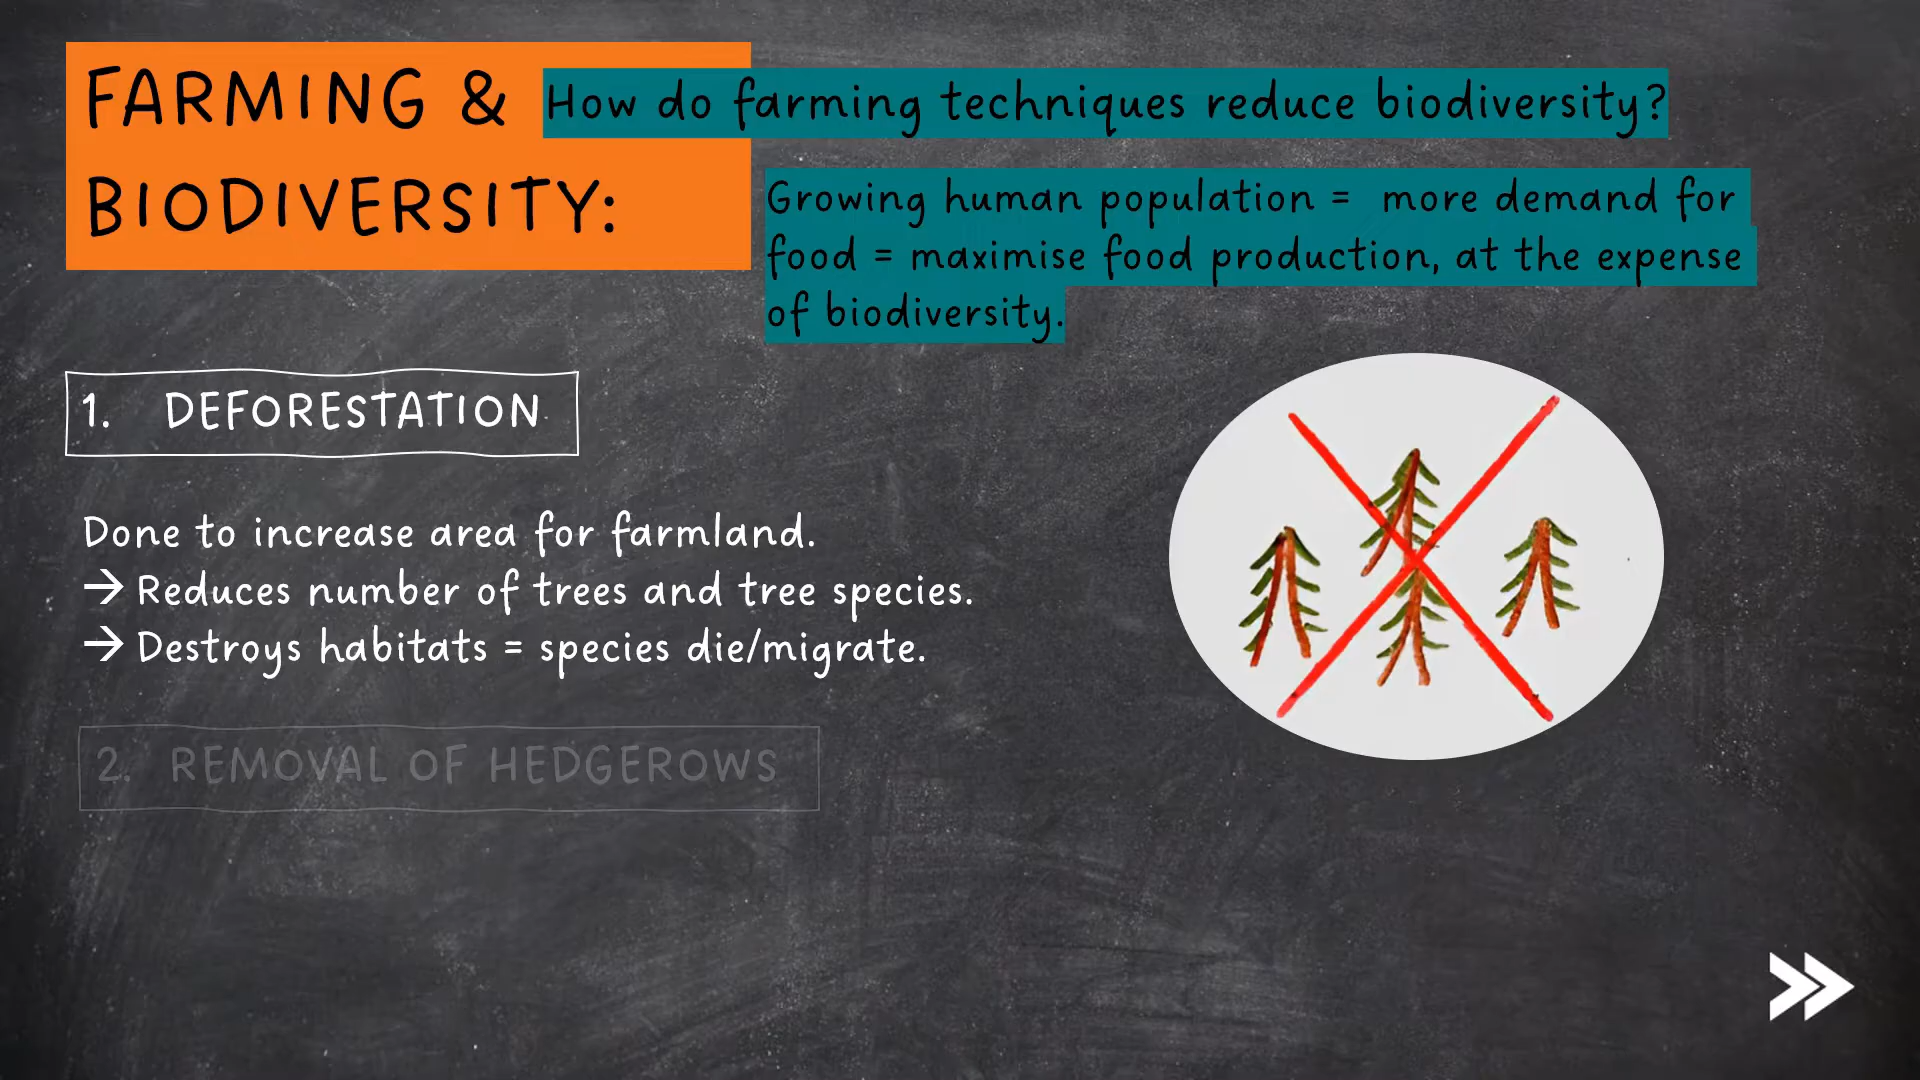 FARMING &
BIODIVERSITY:
How do farming techniques reduce biodiversity?
Growing human population = more demand for
food = maximise food production, at the expense
of biodiversity.
1. DEFORESTATION
Done to increase area for farmland.
→ Reduces number of trees and tree species.
→ Destroys habitats = species die/migrate.
2. REMOVAL OF HEDGEROWS